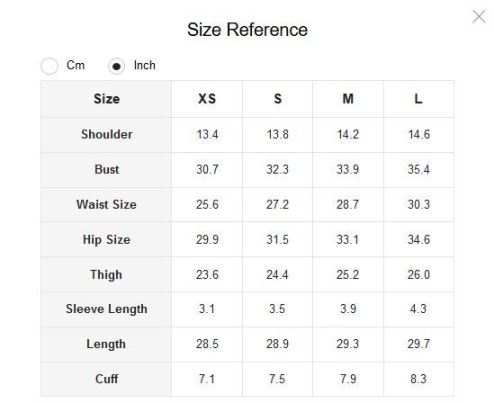 Size Reference
Cm Inch
Size XS S M L
Shoulder 13.4 13.8 14.2 14.6
Bust 30.7 32.3 33.9 35.4
Waist Size 25.6 27.2 28.7 30.3
Hip Size 29.9 31.5 33.1 34.6
Thigh 23.6 24.4 25.2 26.0
Sleeve Length 3.1 3.5 3.9 4.3
Length 28.5 28.9 29.3 29.7
Cuff 7.1 7.5 7.9 8.3